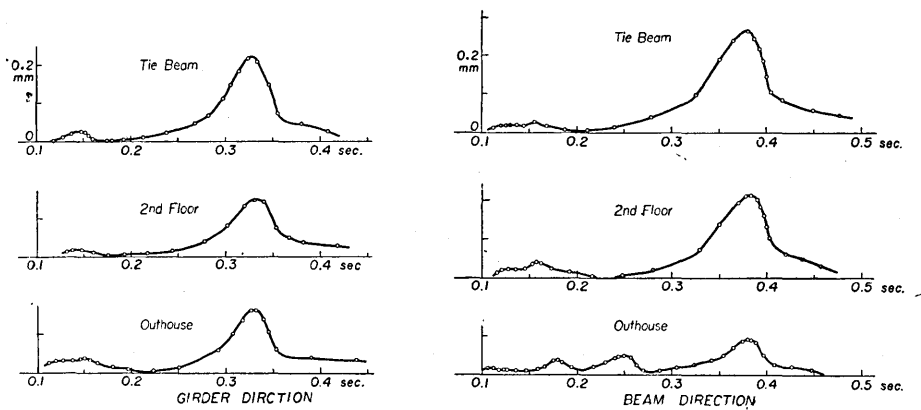 Tie Beam
0.2
mm
0
0.1 0.2 0.3 0.4 sec.
2nd Floor
0.1 0.2 0.3 0.4 sec
Outhouse
0.1 0.2 0.3 0.4 sec.
GIRDER DIRCTION
Tie Beam
0.2
mm
0
0.1 0.2 0.3 0.4 0.5 sec.
2nd Floor
0.1 0.2 0.3 0.4 0.5 sec.
Outhouse
0.1 0.2 0.3 0.4 0.5 sec.
BEAM DIRECTION